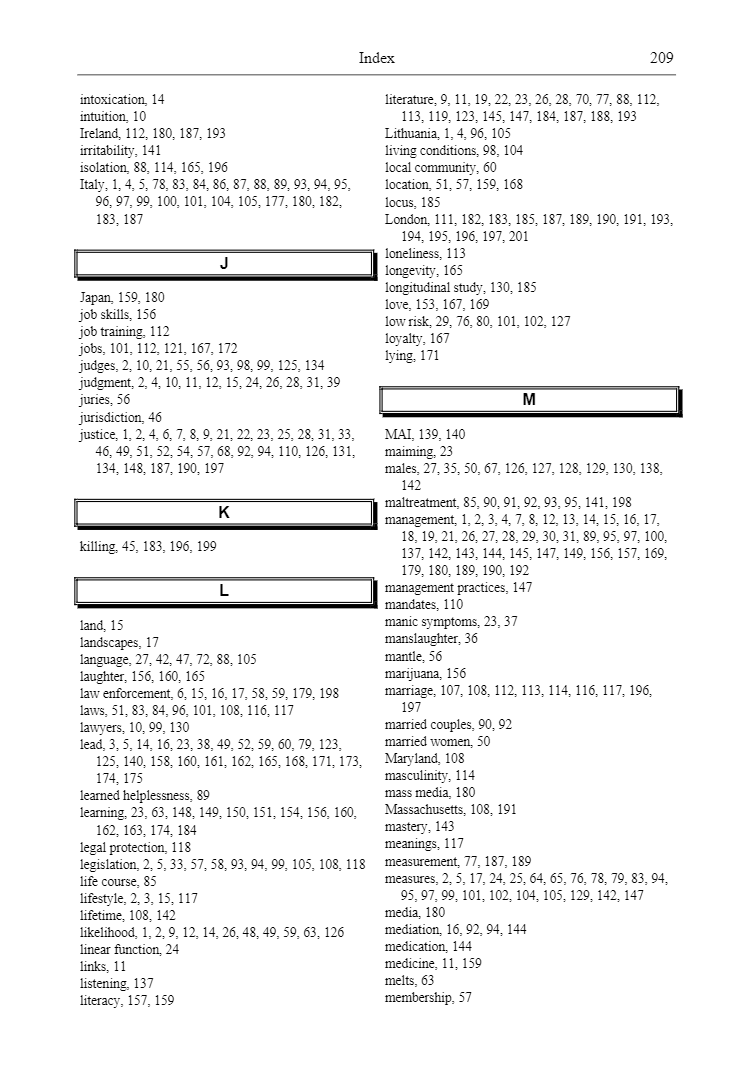 Index 209
intoxication, 14
intuition, 10
Ireland, 112, 180, 187, 193
irritability, 141
isolation, 88, 114, 165, 196
Italy, 1, 4, 5, 78, 83, 84, 86, 87, 88, 89, 93, 94, 95,
96, 97, 99, 100, 101, 104, 105, 177, 180, 182,
183, 187
J
Japan, 159, 180
job skills, 156
job training, 112
jobs, 101, 112, 121, 167, 172
judges, 2, 10, 21, 55, 56, 93, 98, 99, 125, 134
judgment, 2, 4, 10, 11, 12, 15, 24, 26, 28, 31, 39
juries, 56
jurisdiction, 46
justice, 1, 2, 4, 6, 7, 8, 9, 21, 22, 23, 25, 28, 31, 33,
46, 49, 51, 52, 54, 57, 68, 92, 94, 110, 126, 131,
134, 148, 187, 190, 197
K
killing, 45, 183, 196, 199
L
land, 15
landscapes, 17
language, 27, 42, 47, 72, 88, 105
laughter, 156, 160, 165
law enforcement, 6, 15, 16, 17, 58, 59, 179, 198
laws, 51, 83, 84, 96, 101, 108, 116, 117
lawyers, 10, 99, 130
lead, 3, 5, 14, 16, 23, 38, 49, 52, 59, 60, 79, 123,
125, 140, 158, 160, 161, 162, 165, 168, 171, 173,
174, 175
learned helplessness, 89
learning, 23, 63, 148, 149, 150, 151, 154, 156, 160,
162, 163, 174, 184
legal protection, 118
legislation, 2, 5, 33, 57, 58, 93, 94, 99, 105, 108, 118
life course, 85
lifestyle, 2, 3, 15, 117
lifetime, 108, 142
likelihood, 1, 2, 9, 12, 14, 26, 48, 49, 59, 63, 126
linear function, 24
links, 11
listening, 137
literacy, 157, 159
literature, 9, 11, 19, 22, 23, 26, 28, 70, 77, 88, 112,
113, 119, 123, 145, 147, 184, 187, 188, 193
Lithuania, 1, 4, 96, 105
living conditions, 98, 104
local community, 60
location, 51, 57, 159, 168
locus, 185
London, 111, 182, 183, 185, 187, 189, 190, 191, 193,
194, 195, 196, 197, 201
loneliness, 113
longevity, 165
longitudinal study, 130, 185
love, 153, 167, 169
low risk, 29, 76, 80, 101, 102, 127
loyalty, 167
lying, 171
M
MAI, 139, 140
maiming, 23
males, 27, 35, 50, 67, 126, 127, 128, 129, 130, 138,
142
maltreatment, 85, 90, 91, 92, 93, 95, 141, 198
management, 1, 2, 3, 4, 7, 8, 12, 13, 14, 15, 16, 17,
18, 19, 21, 26, 27, 28, 29, 30, 31, 89, 95, 97, 100,
137, 142, 143, 144, 145, 147, 149, 156, 157, 169,
179, 180, 189, 190, 192
management practices, 147
mandates, 110
manic symptoms, 23, 37
manslaughter, 36
mantle, 56
marijuana, 156
marriage, 107, 108, 112, 113, 114, 116, 117, 196,
197
married couples, 90, 92
married women, 50
Maryland, 108
masculinity, 114
mass media, 180
Massachusetts, 108, 191
mastery, 143
meanings, 117
measurement, 77, 187, 189
measures, 2, 5, 17, 24, 25, 64, 65, 76, 78, 79, 83, 94,
95, 97, 99, 101, 102, 104, 105, 129, 142, 147
media, 180
mediation, 16, 92, 94, 144
medication, 144
medicine, 11, 159
melts, 63
membership, 57